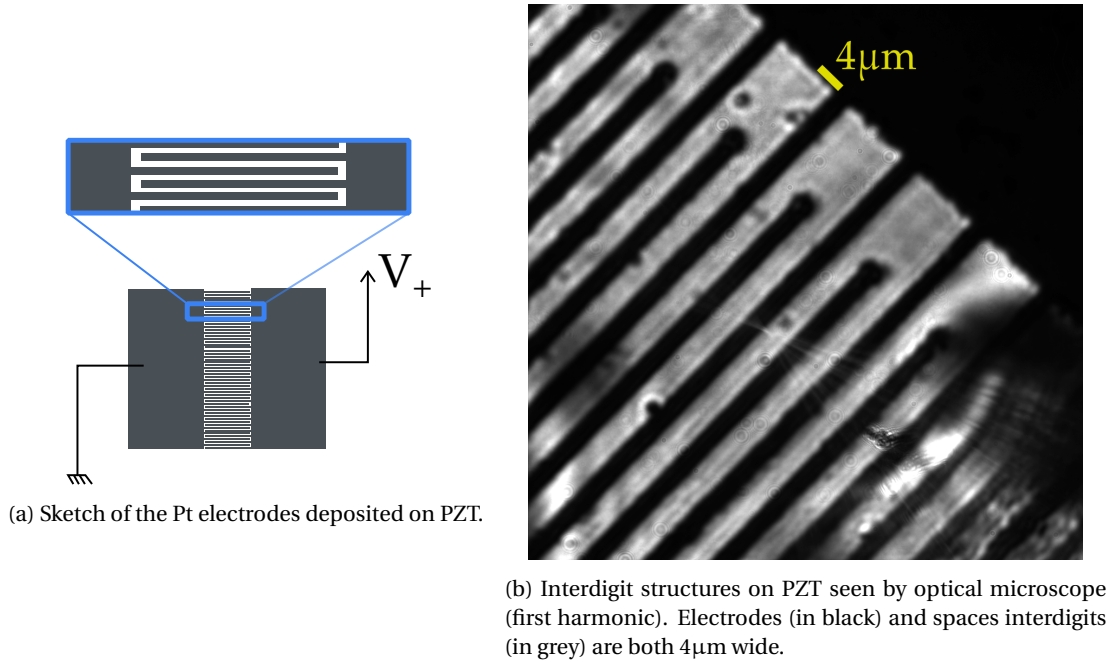 4µm
V+
(a) Sketch of the Pt electrodes deposited on PZT.
(b) Interdigit structures on PZT seen by optical microscope
(first harmonic). Electrodes (in black) and spaces interdigits
(in grey) are both 4µm wide.